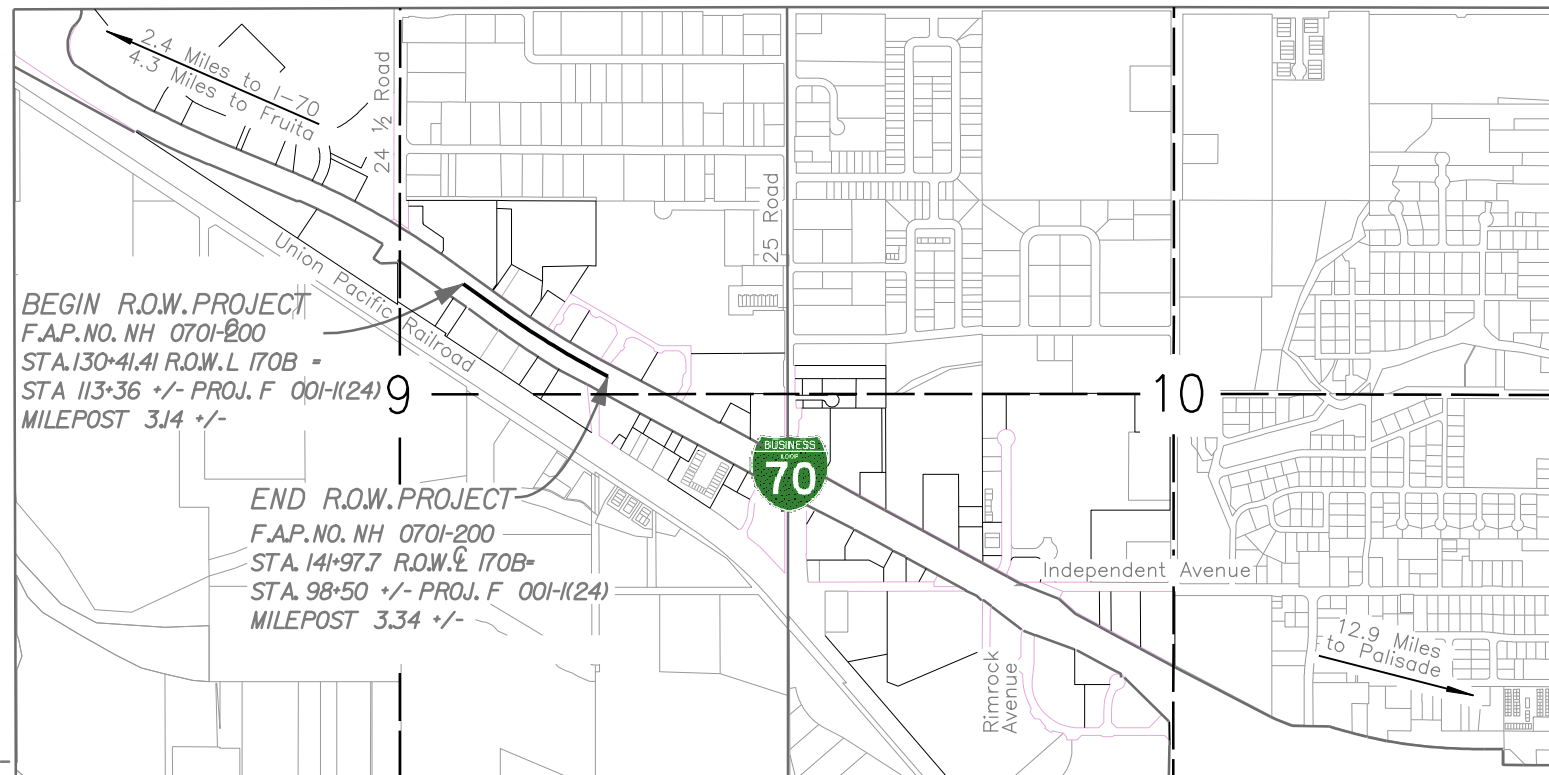 2.4 Miles to I-70
4.3 Miles to Fruita
24 ½ Road
25 Road
Union Pacific Railroad
BEGIN R.O.W. PROJECT
F.A.P. NO. NH 0701-200
STA. 130+41.41 R.O.W. ℄ I70B =
STA 113+36 +/- PROJ. F 001-1(24)
MILEPOST 3.14 +/-
9
10
BUSINESS
LOOP
70
END R.O.W. PROJECT
F.A.P. NO. NH 0701-200
STA. 141+97.7 R.O.W. ℄ I70B=
STA. 98+50 +/- PROJ. F 001-1(24)
MILEPOST 3.34 +/-
Independent Avenue
Rimrock
Avenue
12.9 Miles
to Palisade